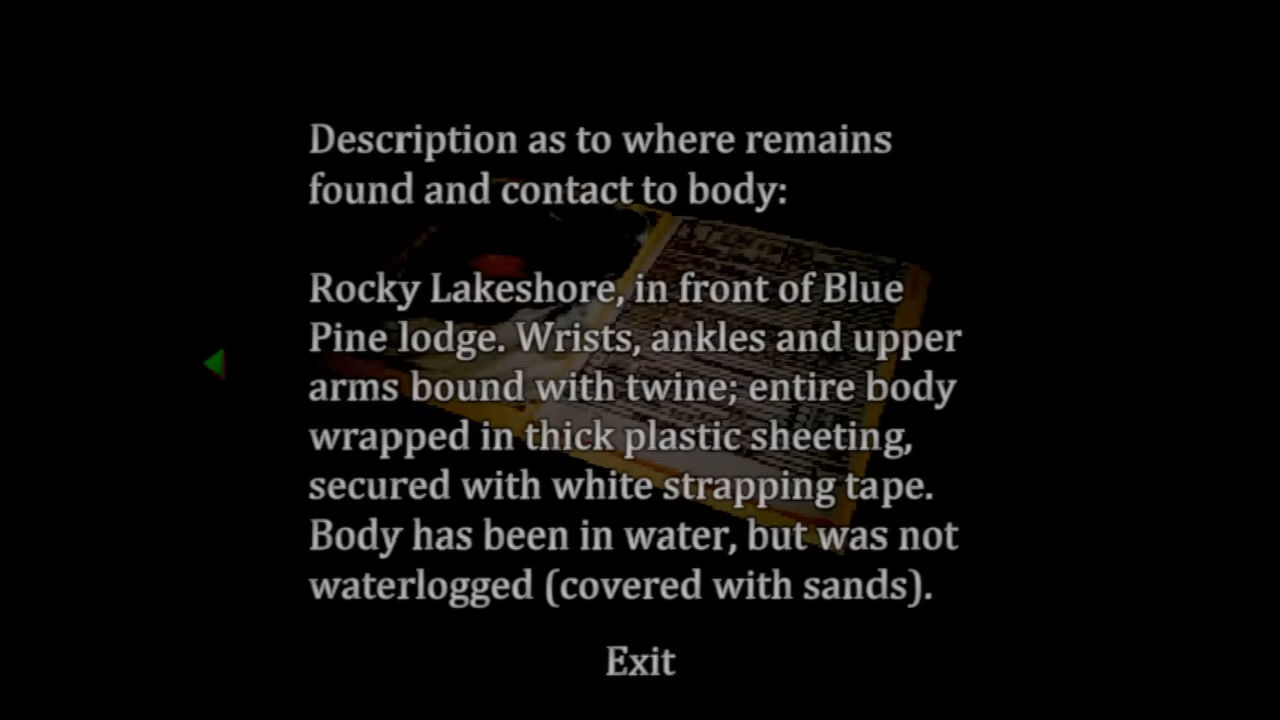 Description as to where remains
found and contact to body:
Rocky Lakeshore, in front of Blue
Pine lodge. Wrists, ankles and upper
arms bound with twine; entire body
wrapped in thick plastic sheeting,
secured with white strapping tape.
Body has been in water, but was not
waterlogged (covered with sands).
Exit